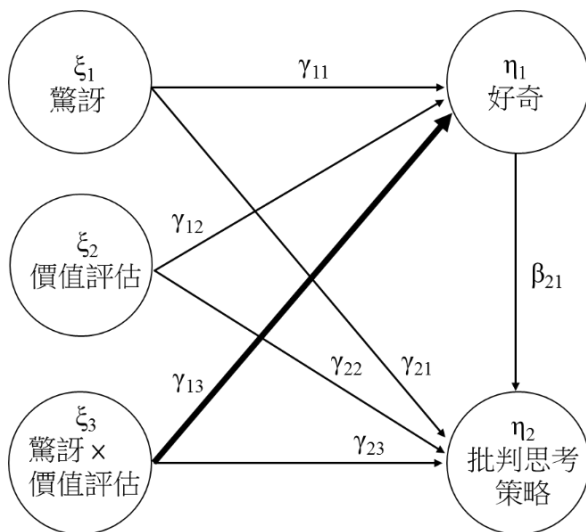 ξ₁
驚訝
γ₁₁
η₁
好奇
γ₁₂
ξ₂
價值評估
β₂₁
γ₁₃
γ₂₂
γ₂₁
ξ₃
驚訝 ×
價值評估
γ₂₃
η₂
批判思考
策略